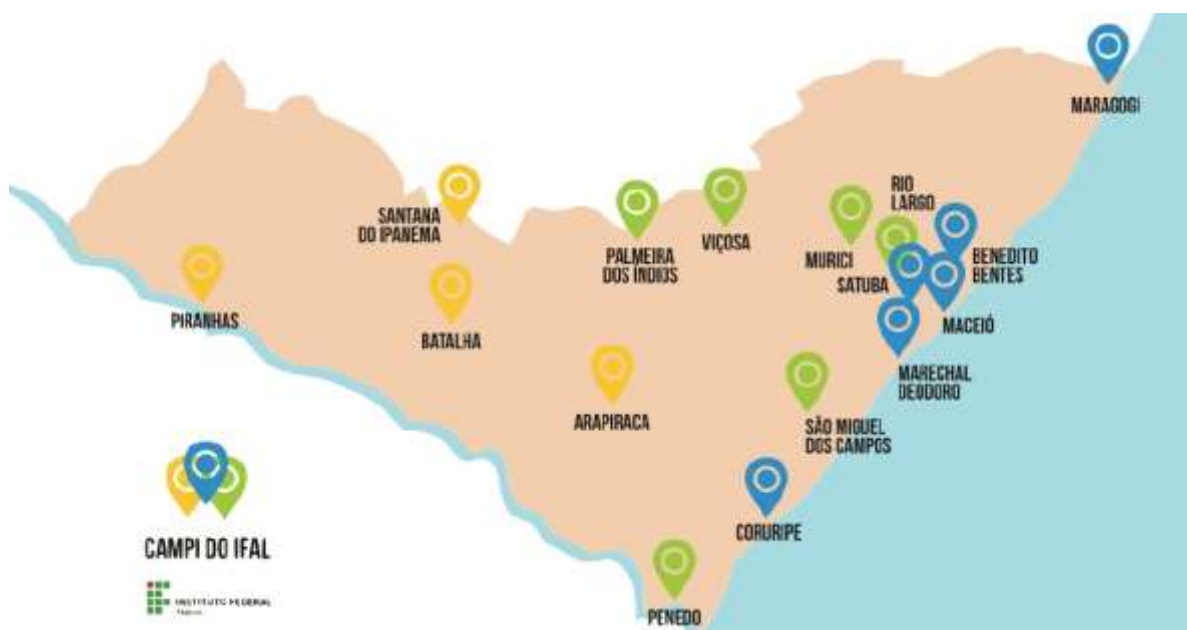 MARAGOGI
RIO
LARGO
SANTANA
DO IPANEMA
PALMEIRA
DOS ÍNDIOS
VIÇOSA
MURICI
BENEDITO
BENTES
SATUBA
PIRANHAS
BATALHA
MACEIÓ
MARECHAL
DEODORO
ARAPIRACA
SÃO MIGUEL
DOS CAMPOS
CORURIPE
CAMPI DO IFAL
INSTITUTO FEDERAL
PENEDO